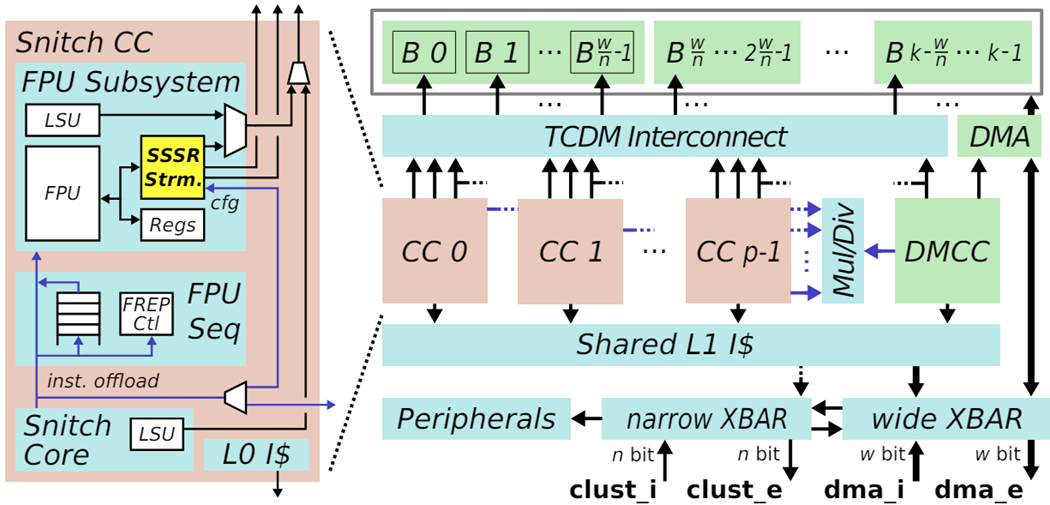 Snitch CC
FPU Subsystem
LSU
FPU
SSSR
Strm.
cfg
Regs
FPU
Seq
FREP
Ctl
inst. offload
Snitch
Core
LSU
L0 I$
B 0
B 1
...
B w/n-1
B w/n ... 2w/n-1
...
B k-w/n ... k-1
...
...
...
TCDM Interconnect
DMA
CC 0
CC 1
...
CC p-1
Mul/Div
DMCC
Shared L1 I$
Peripherals
narrow XBAR
wide XBAR
n bit
n bit
w bit
w bit
clust_i
clust_e
dma_i
dma_e